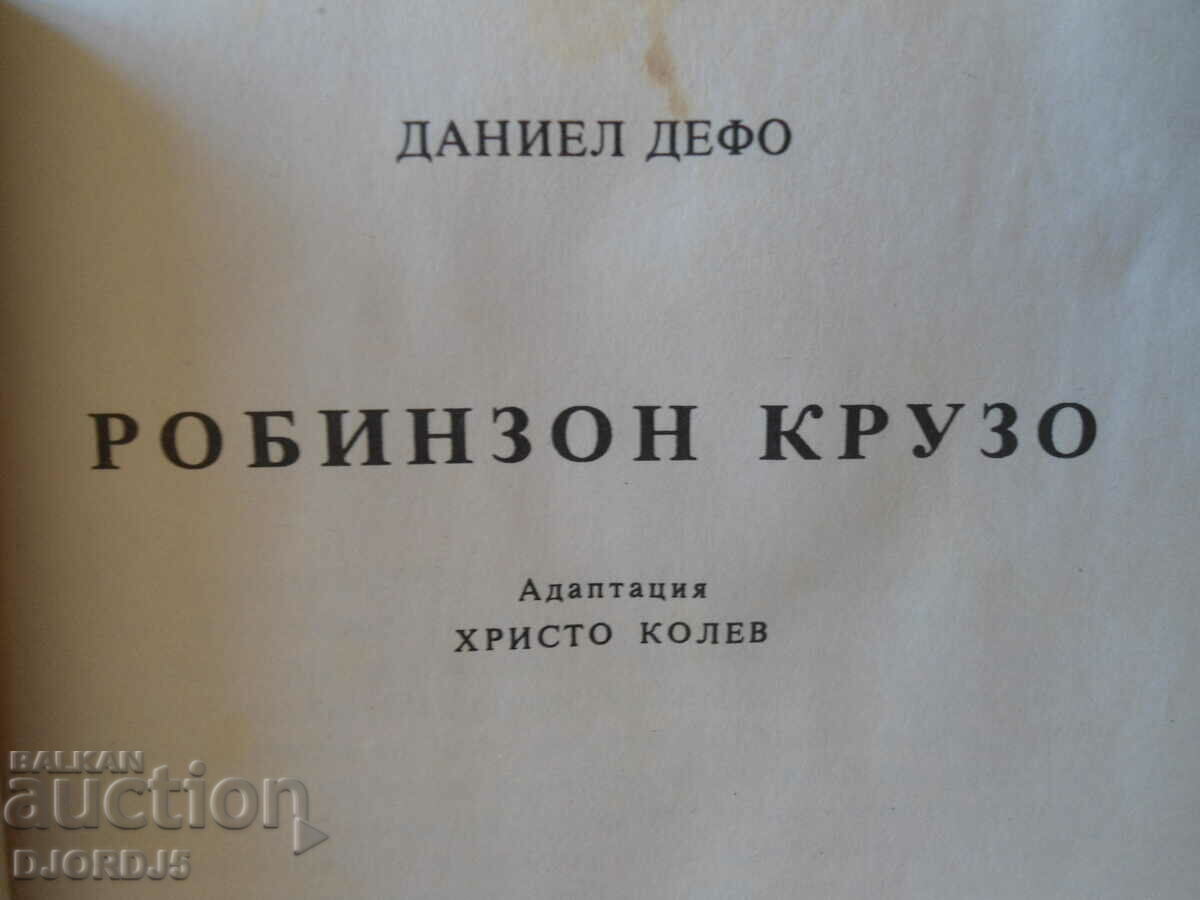 ДАНИЕЛ ДЕФО
РОБИНЗОН КРУЗО
Адаптация
ХРИСТО КОЛЕВ
BALKAN
auction
DJORDJ5